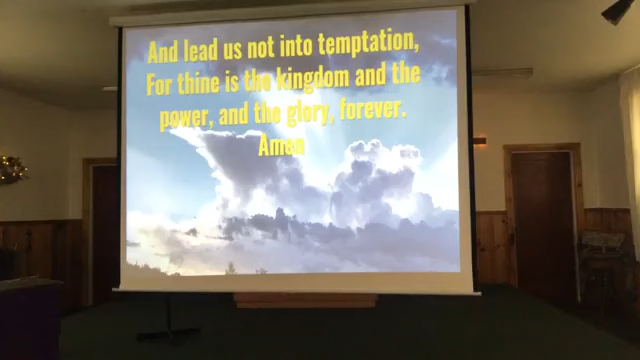 And lead us not into temptation,
For thine is the kingdom and the
power, and the glory, forever.
Amen